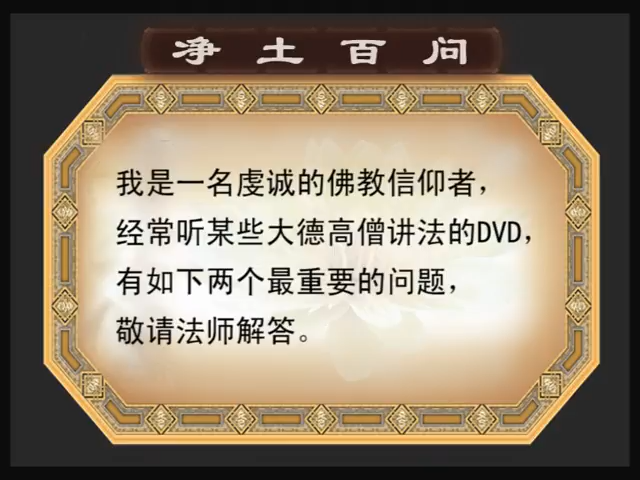 净土百问
我是一名虔诚的佛教信仰者，
经常听某些大德高僧讲法的DVD，
有如下两个最重要的问题，
敬请法师解答。